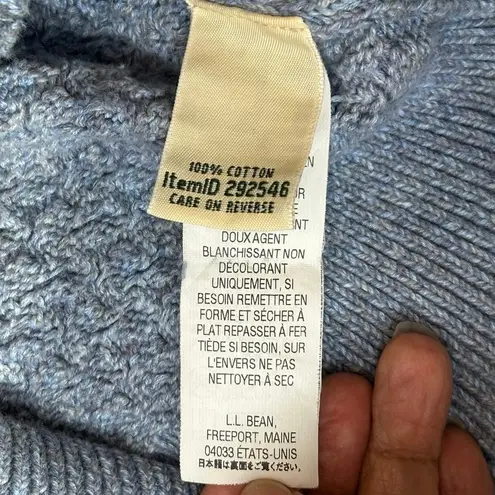 100% COTTON
ItemID 292546
CARE ON REVERSE
DOUX AGENT
BLANCHISSANT NON
DÉCOLORANT
UNIQUEMENT, SI
BESOIN REMETTRE EN
FORME ET SÉCHER À
PLAT REPASSER À FER
TIÈDE SI BESOIN, SUR
L'ENVERS NE PAS
NETTOYER À SEC
L.L. BEAN,
FREEPORT, MAINE
04033 ÉTATS-UNIS
日本語は裏面をご覧ください。